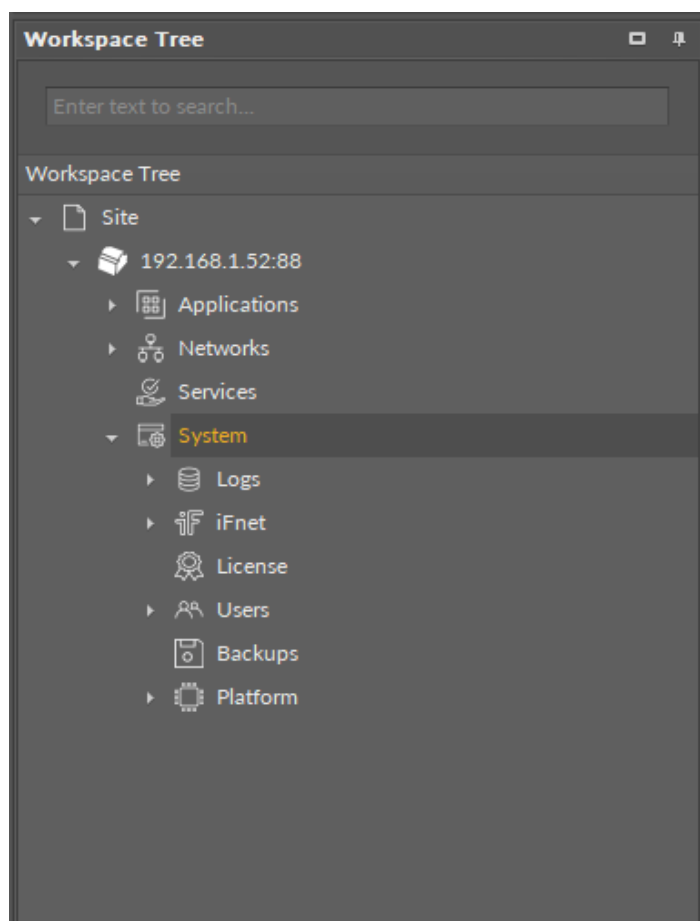 Workspace Tree
Enter text to search...
Workspace Tree
Site
192.168.1.52:88
Applications
Networks
Services
System
Logs
iFnet
License
Users
Backups
Platform